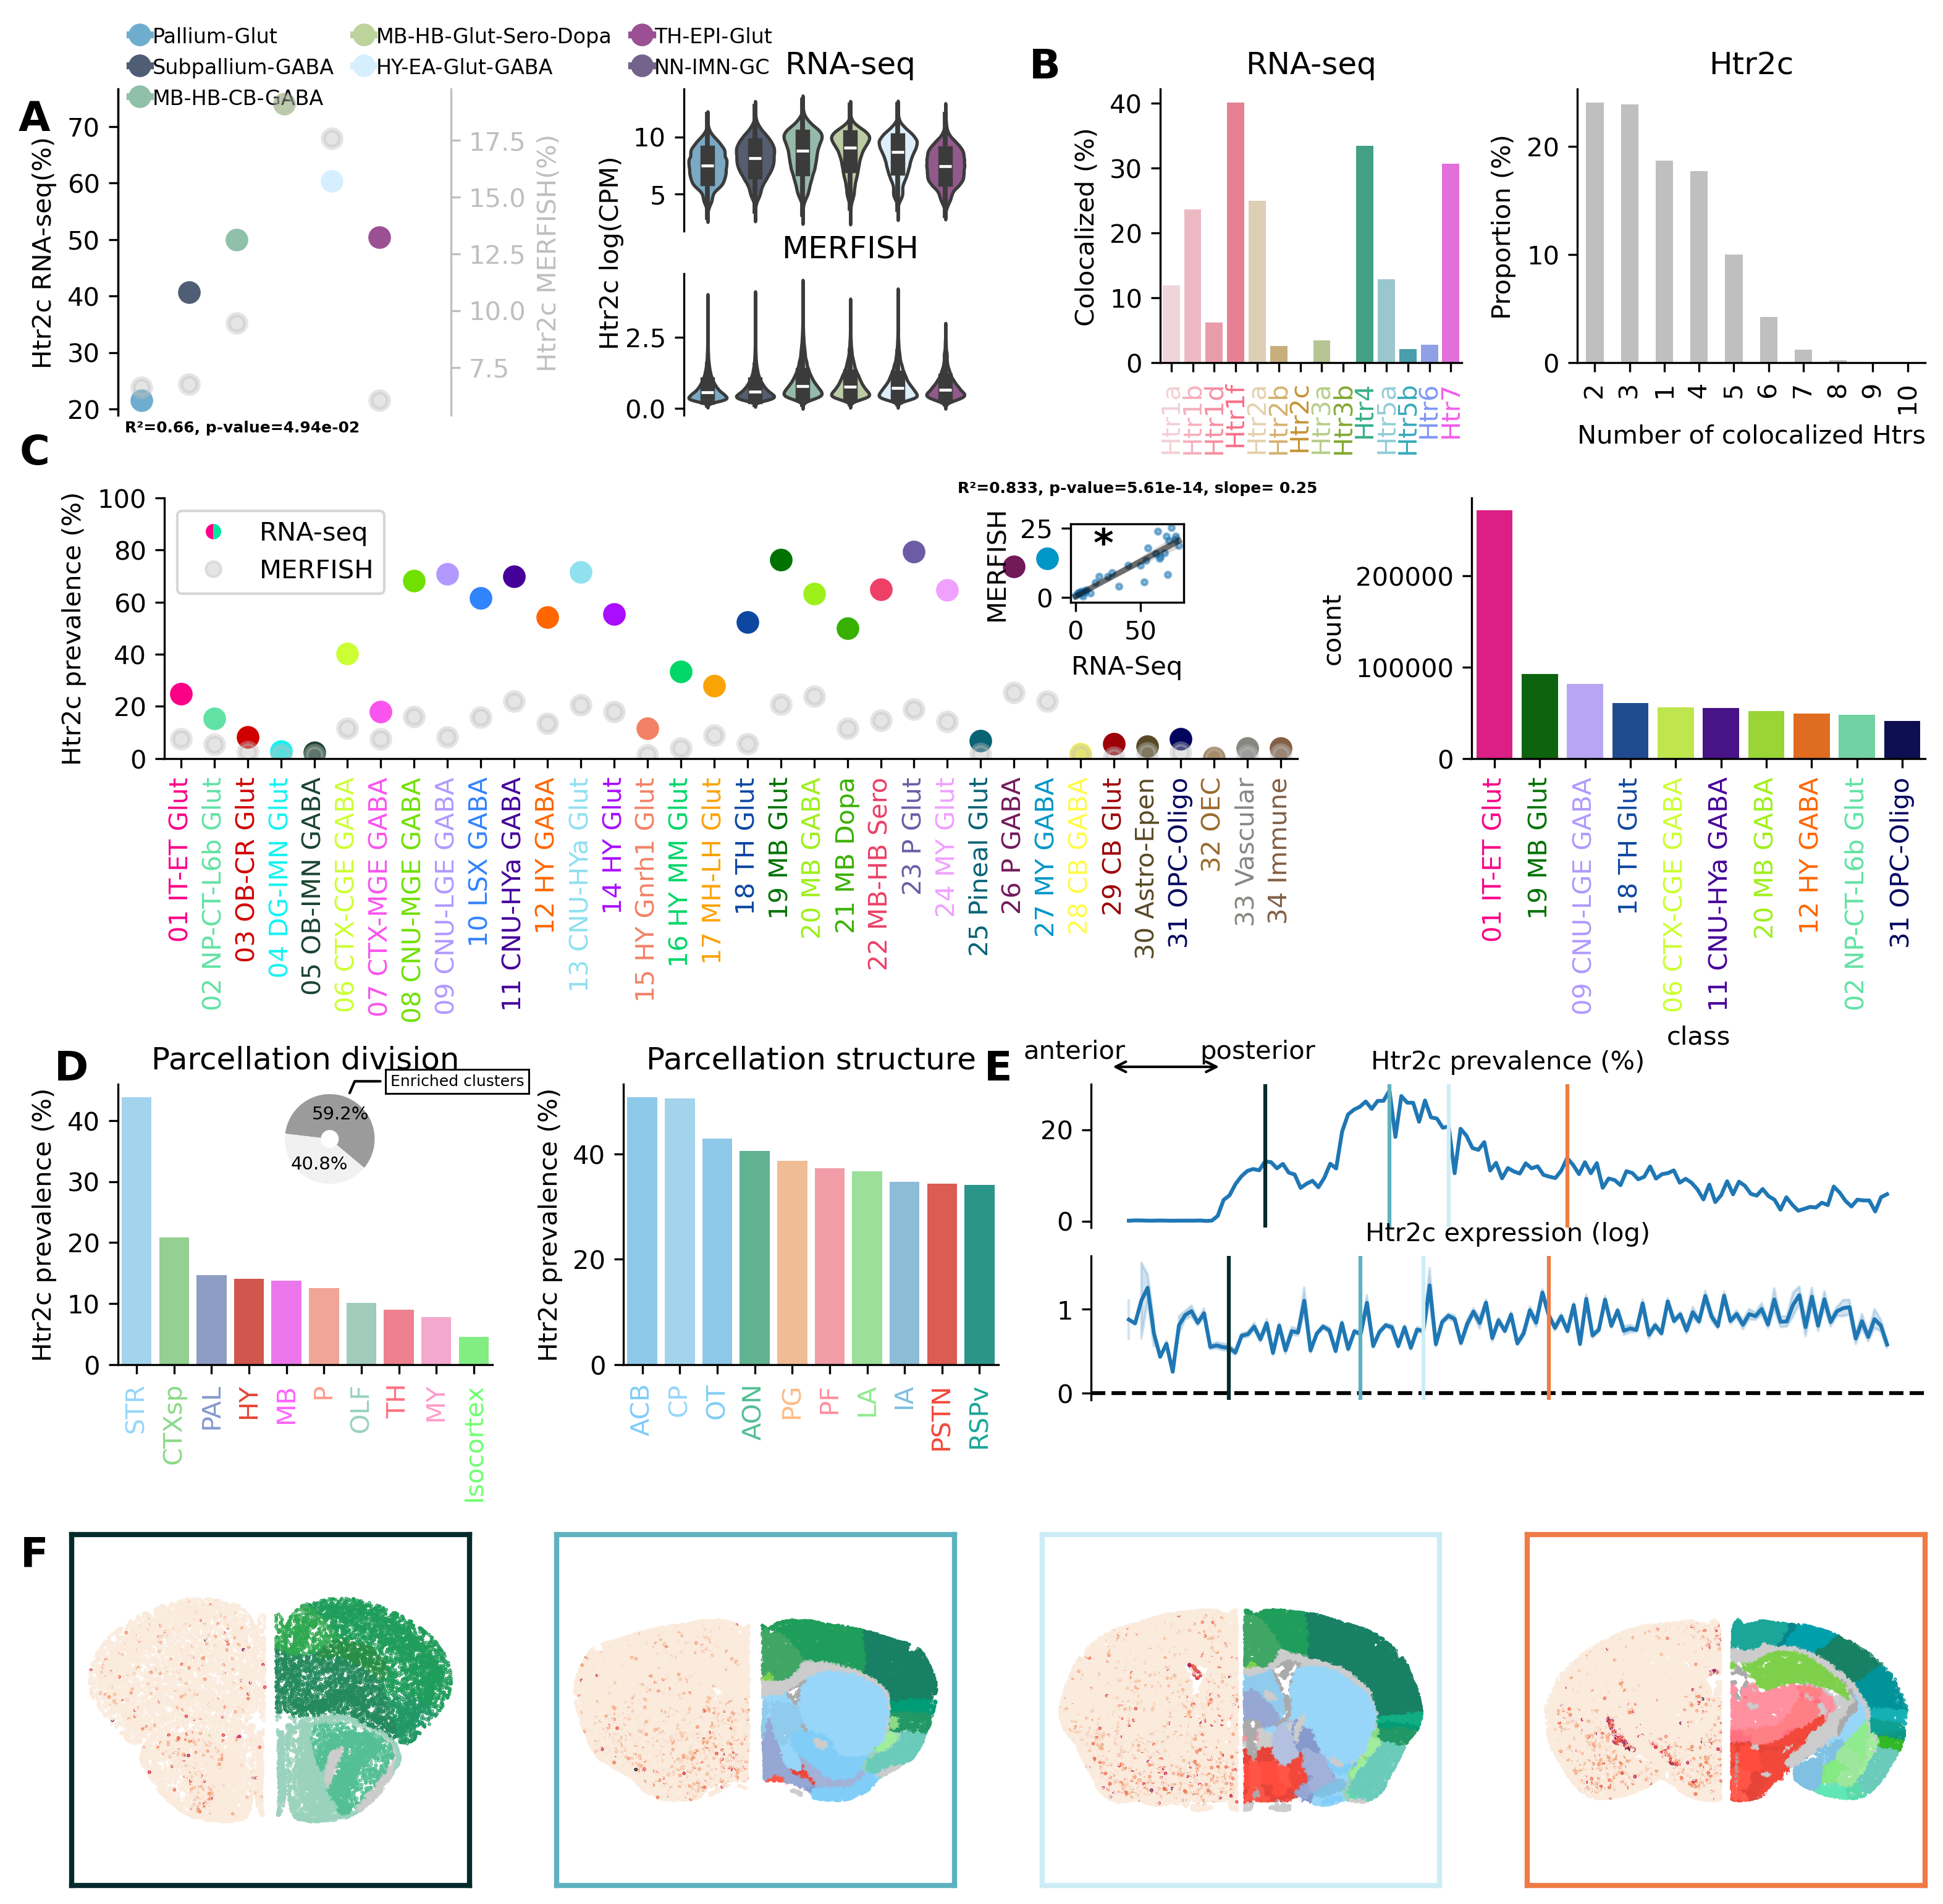 Pallium-Glut
Subpallium-GABA
MB-HB-CB-GABA
MB-HB-Glut-Sero-Dopa
HY-EA-Glut-GABA
TH-EPI-Glut
NN-IMN-GC
A
Htr2c RNA-seq(%)
70
60
50
40
30
20
17.5
15.0
12.5
10.0
7.5
Htr2c MERFISH(%)
R²=0.66, p-value=4.94e-02
RNA-seq
10
5
Htr2c log(CPM)
MERFISH
2.5
0.0
B
RNA-seq
Colocalized (%)
40
30
20
10
0
Htr1a
Htr1b
Htr1d
Htr1f
Htr2a
Htr2b
Htr2c
Htr3a
Htr3b
Htr4
Htr5a
Htr5b
Htr6
Htr7
Htr2c
Proportion (%)
20
10
0
2
3
1
4
5
6
7
8
9
10
Number of colocalized Htrs
C
Htr2c prevalence (%)
100
80
60
40
20
0
RNA-seq
MERFISH
R²=0.833, p-value=5.61e-14, slope= 0.25
MERFISH
25
0
*
0
50
RNA-Seq
01 IT-ET Glut
02 NP-CT-L6b Glut
03 OB-CR Glut
04 DG-IMN Glut
05 OB-IMN GABA
06 CTX-CGE GABA
07 CTX-MGE GABA
08 CNU-MGE GABA
09 CNU-LGE GABA
10 LSX GABA
11 CNU-HYa GABA
12 HY GABA
13 CNU-HYa Glut
14 HY Glut
15 HY Gnrh1 Glut
16 HY MM Glut
17 MH-LH Glut
18 TH Glut
19 MB Glut
20 MB GABA
21 MB Dopa
22 MB-HB Sero
23 P Glut
24 MY Glut
25 Pineal Glut
26 P GABA
27 MY GABA
28 CB GABA
29 CB Glut
30 Astro-Epen
31 OPC-Oligo
32 OEC
33 Vascular
34 Immune
count
200000
100000
0
01 IT-ET Glut
19 MB Glut
09 CNU-LGE GABA
18 TH Glut
06 CTX-CGE GABA
11 CNU-HYa GABA
20 MB GABA
12 HY GABA
02 NP-CT-L6b Glut
31 OPC-Oligo
class
D
Parcellation division
Htr2c prevalence (%)
40
30
20
10
0
Enriched clusters
59.2%
40.8%
STR
CTXsp
PAL
HY
MB
P
OLF
TH
MY
Isocortex
Parcellation structure
Htr2c prevalence (%)
40
20
0
ACB
CP
OT
AON
PG
PF
LA
IA
PSTN
RSPv
E
anterior
posterior
Htr2c prevalence (%)
20
0
Htr2c expression (log)
1
0
F